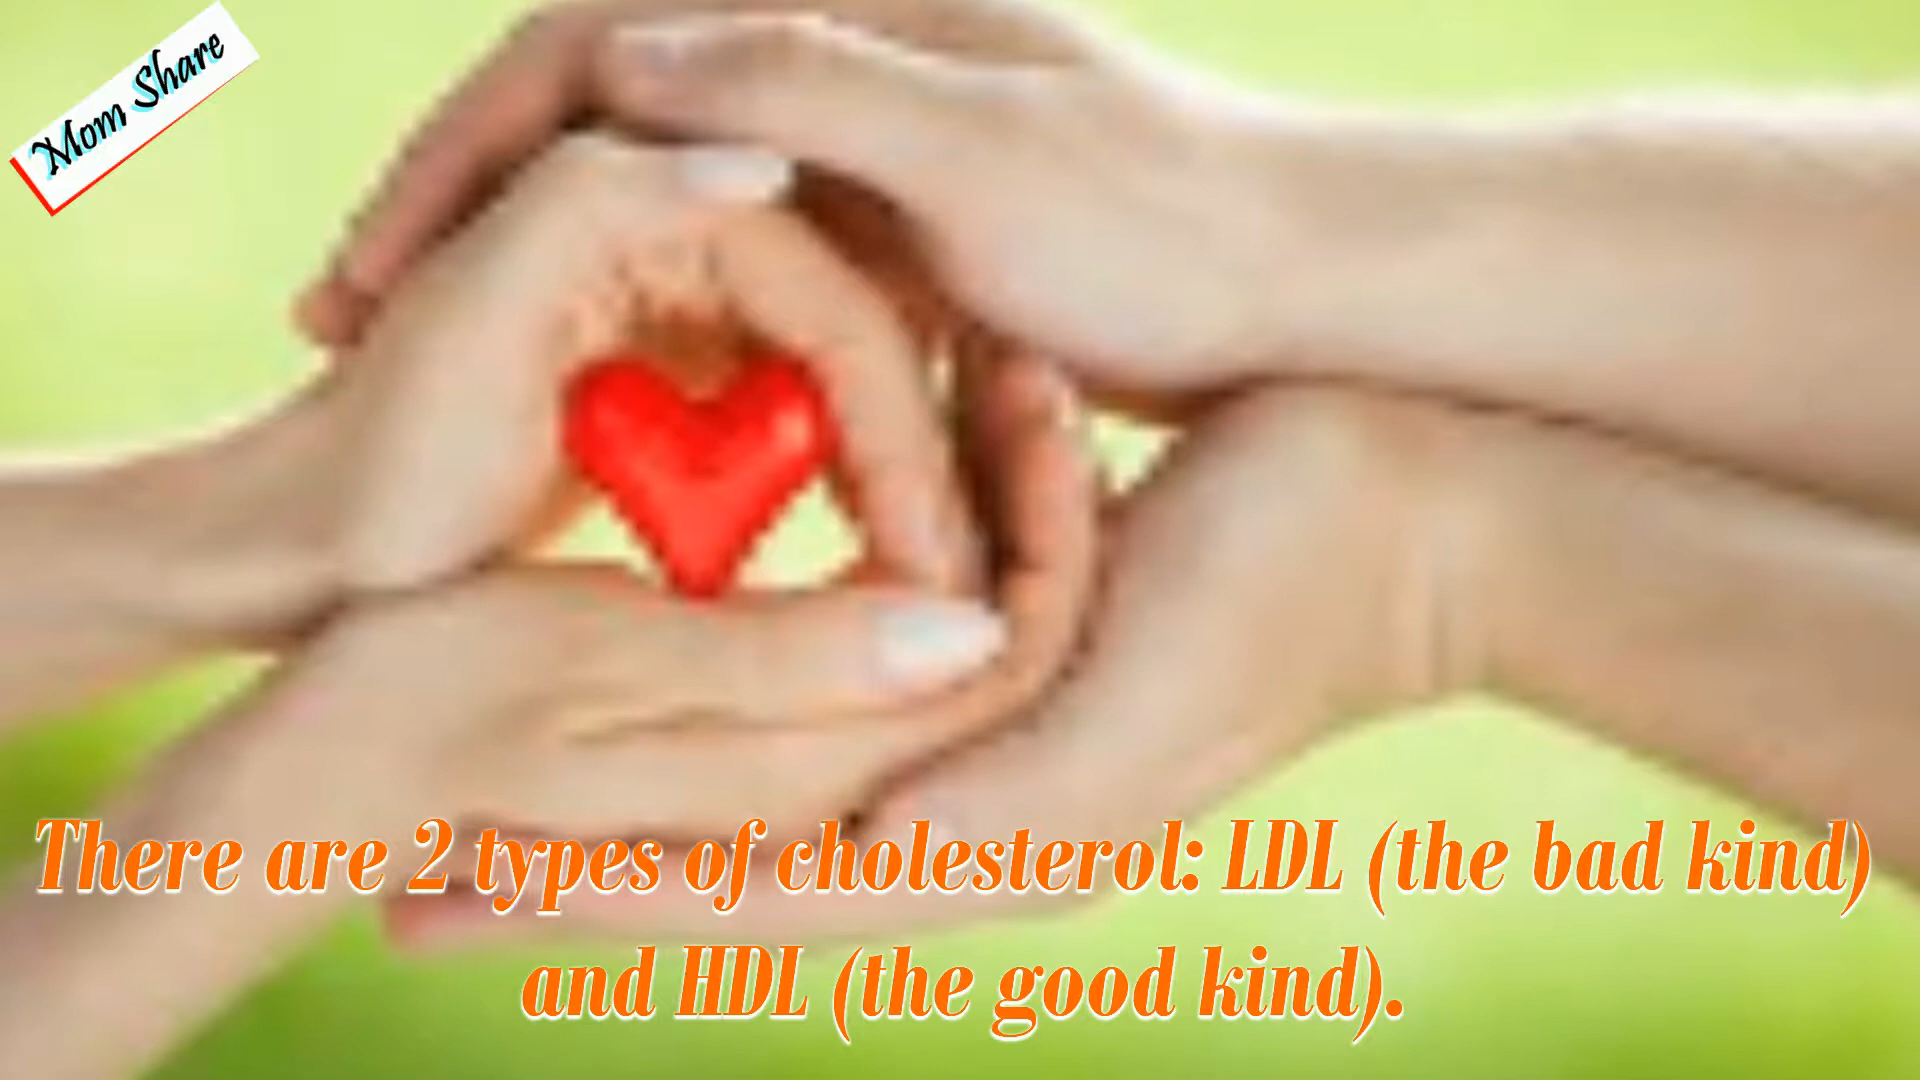 Mom Share
There are 2 types of cholesterol: LDL (the bad kind)
and HDL (the good kind).